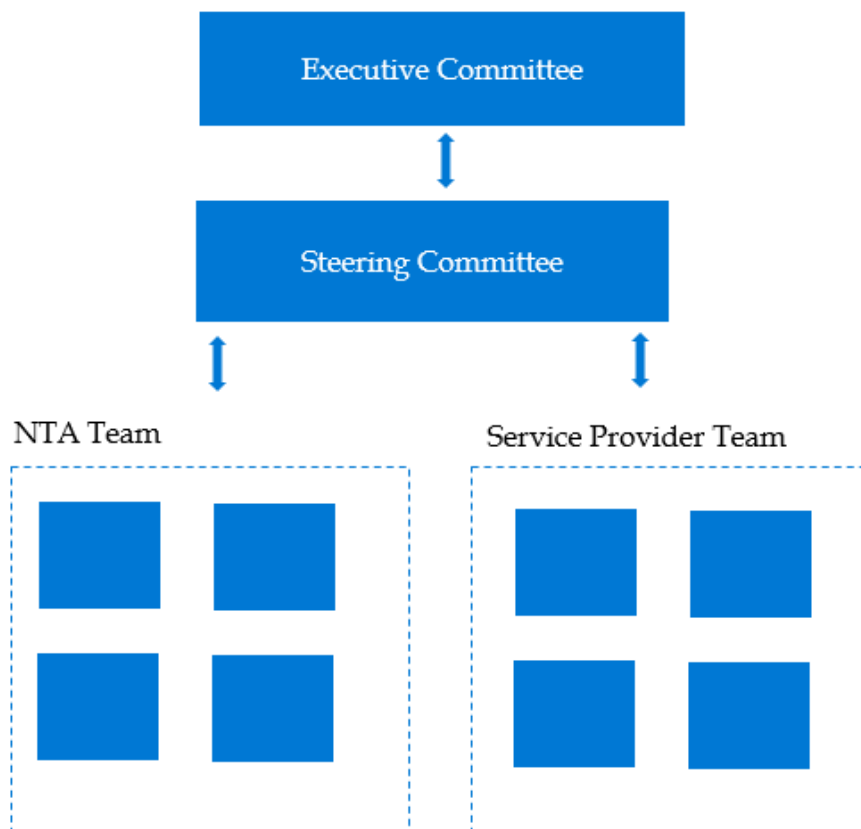 Executive Committee
Steering Committee
NTA Team
Service Provider Team